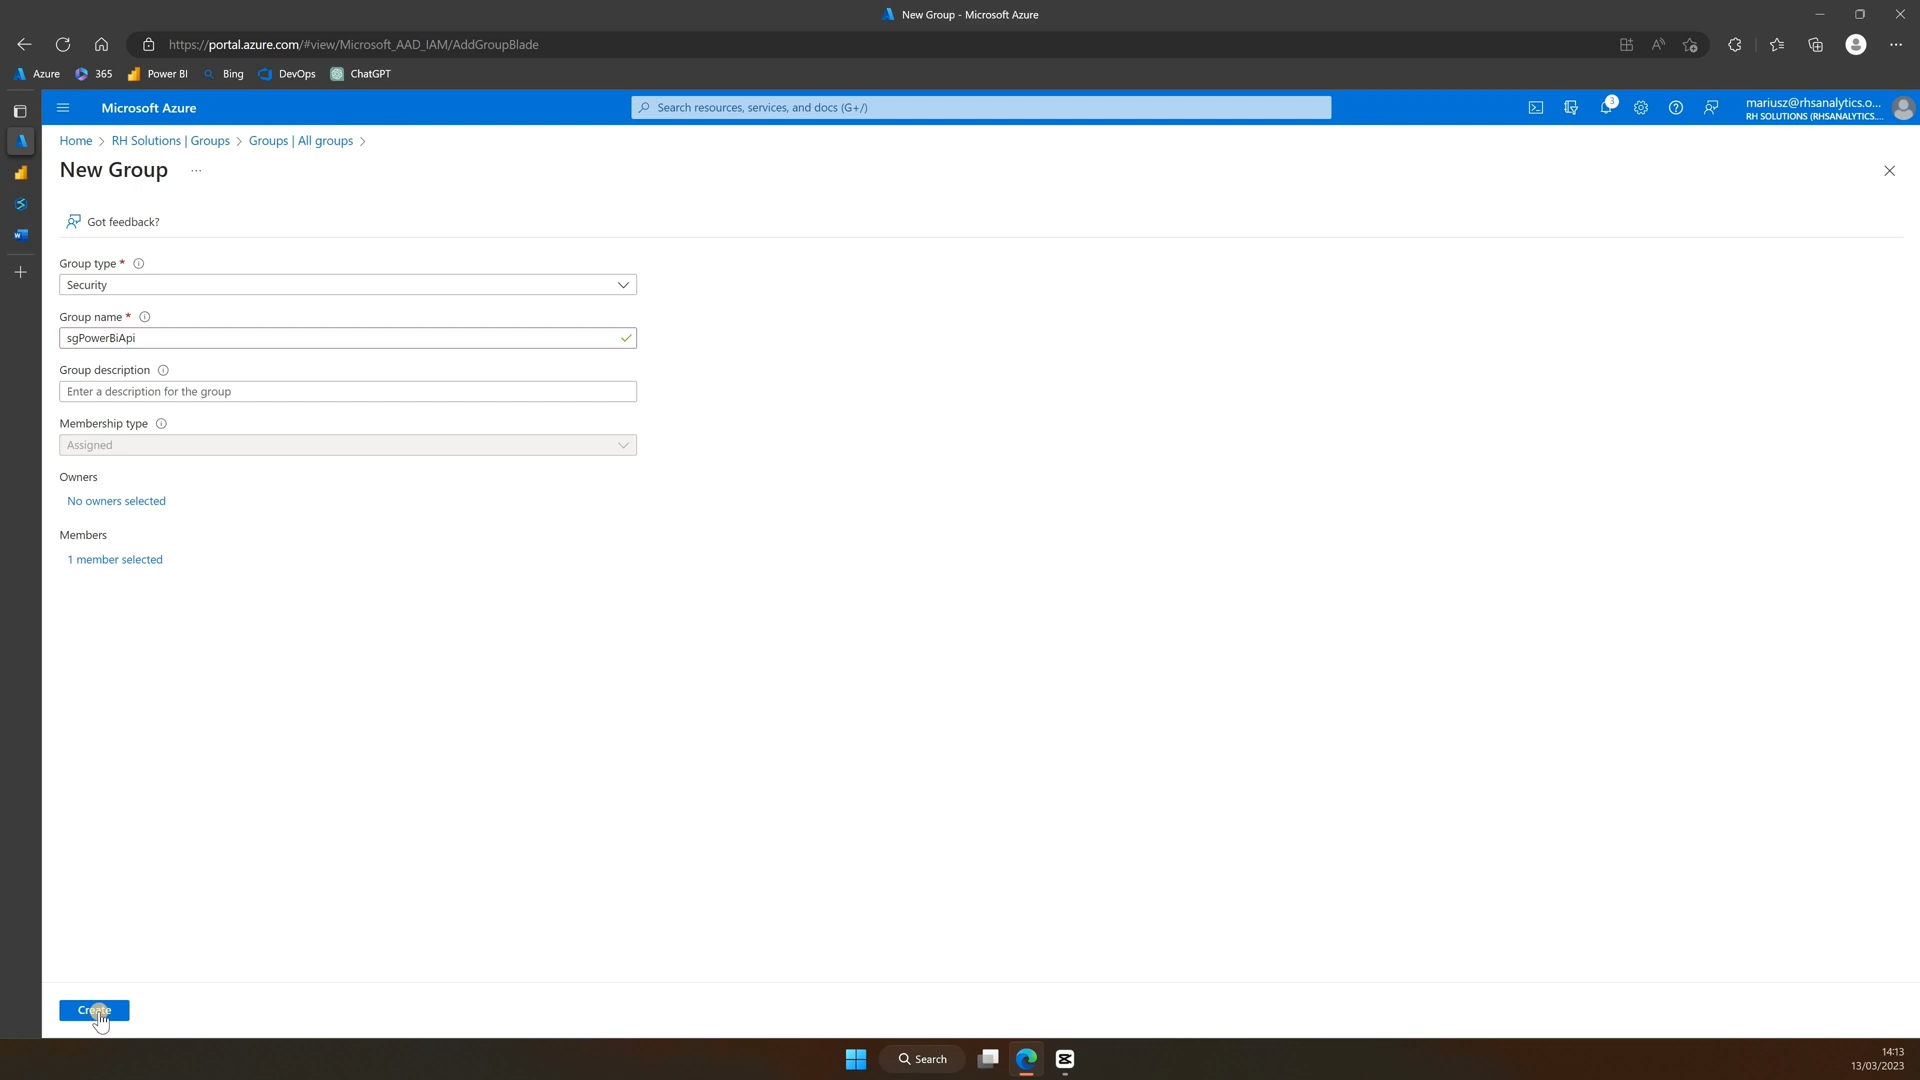 New Group - Microsoft Azure
https://portal.azure.com/#view/Microsoft_AAD_IAM/AddGroupBlade
Azure
365
Power BI
Bing
DevOps
ChatGPT
Microsoft Azure
Search resources, services, and docs (G+/)
3
mariusz@rhsanalytics.o...
RH SOLUTIONS (RHSANALYTICS....
Home > RH Solutions | Groups > Groups | All groups >
New Group ...
Got feedback?
Group type *
Security
Group name *
sgPowerBiApi
Group description
Enter a description for the group
Membership type
Assigned
Owners
No owners selected
Members
1 member selected
Create
Search
14:13
13/03/2023